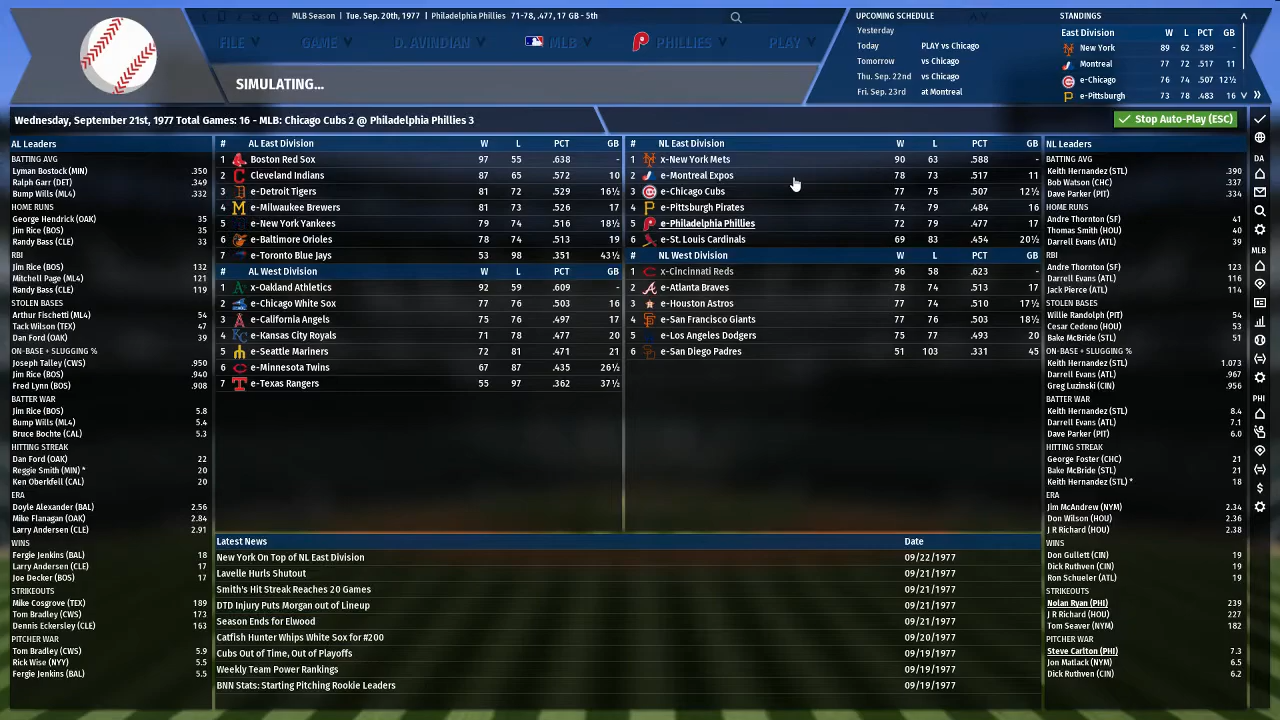 MLB Season | Tue. Sep. 20th, 1977 | Philadelphia Phillies 71-78, .477, 17 GB - 5th
FILE GAME D. AVINDIAN MLB PHILLIES PLAY
SIMULATING...
UPCOMING SCHEDULE
Yesterday
Today PLAY vs Chicago
Tomorrow vs Chicago
Thu. Sep. 22nd vs Chicago
Fri. Sep. 23rd at Montreal
STANDINGS
East Division W L PCT GB
New York 89 62 .589 -
Montreal 77 72 .517 11
e-Chicago 76 74 .507 12½
e-Pittsburgh 73 78 .483 16
Wednesday, September 21st, 1977 Total Games: 16 - MLB: Chicago Cubs 2 @ Philadelphia Phillies 3
Stop Auto-Play (ESC)
AL Leaders
BATTING AVG
Lyman Bostock (MIN) .350
Ralph Garr (DET) .349
Bump Wills (ML4) .332
HOME RUNS
George Hendrick (OAK) 35
Jim Rice (BOS) 35
Randy Bass (CLE) 33
RBI
Jim Rice (BOS) 132
Mitchell Page (OAK) 121
Randy Bass (CLE) 119
STOLEN BASES
Arthur Fischetti (ML4) 54
Tack Wilson (TEX) 47
Dan Ford (OAK) 39
ON-BASE + SLUGGING %
Joseph Talley (CWS) .950
Jim Rice (BOS) .940
Fred Lynn (BOS) .908
BATTER WAR
Jim Rice (BOS) 5.8
Bump Wills (ML4) 5.4
Bruce Bochte (CAL) 5.3
HITTING STREAK
Dan Ford (OAK) 22
Reggie Smith (MIN) * 20
Ken Oberkfell (CAL) 20
ERA
Doyle Alexander (BAL) 2.56
Mike Flanagan (OAK) 2.84
Larry Andersen (CLE) 2.91
WINS
Fergie Jenkins (BAL) 18
Larry Andersen (CLE) 17
Joe Decker (BOS) 17
STRIKEOUTS
Mike Cosgrove (TEX) 189
Tom Bradley (CWS) 173
Dennis Eckersley (CLE) 163
PITCHER WAR
Tom Bradley (CWS) 5.9
Rick Wise (NYY) 5.5
Fergie Jenkins (BAL) 5.5
# AL East Division W L PCT GB
1 Boston Red Sox 97 55 .638 -
2 Cleveland Indians 87 65 .572 10
3 e-Detroit Tigers 81 72 .529 16½
4 e-Milwaukee Brewers 81 73 .526 17
5 e-New York Yankees 79 74 .516 18½
6 e-Baltimore Orioles 78 74 .513 19
7 e-Toronto Blue Jays 53 98 .351 43½
# AL West Division W L PCT GB
1 x-Oakland Athletics 92 59 .609 -
2 e-Chicago White Sox 77 76 .503 16
3 e-California Angels 75 76 .497 17
4 e-Kansas City Royals 71 78 .477 20
5 e-Seattle Mariners 72 81 .471 21
6 e-Minnesota Twins 67 87 .435 26½
7 e-Texas Rangers 55 97 .362 37½
# NL East Division W L PCT GB
1 x-New York Mets 90 63 .588 -
2 e-Montreal Expos 78 73 .517 11
3 e-Chicago Cubs 77 75 .507 12½
4 e-Pittsburgh Pirates 74 79 .484 16
5 e-Philadelphia Phillies 72 79 .477 17
6 e-St. Louis Cardinals 69 83 .454 20½
# NL West Division W L PCT GB
1 x-Cincinnati Reds 96 58 .623 -
2 e-Atlanta Braves 78 74 .513 17
3 e-Houston Astros 77 74 .510 17½
4 e-San Francisco Giants 77 76 .503 18½
5 e-Los Angeles Dodgers 75 77 .493 20
6 e-San Diego Padres 51 103 .331 45
Latest News Date
New York On Top of NL East Division 09/22/1977
Lavelle Hurls Shutout 09/21/1977
Smith's Hit Streak Reaches 20 Games 09/21/1977
DTD Injury Puts Morgan out of Lineup 09/21/1977
Season Ends for Elwood 09/21/1977
Catfish Hunter Whips White Sox for #200 09/20/1977
Cubs Out of Time, Out of Playoffs 09/19/1977
Weekly Team Power Rankings 09/19/1977
BNN Stats: Starting Pitching Rookie Leaders 09/19/1977
NL Leaders
BATTING AVG
Keith Hernandez (STL) .390
Bob Watson (CHC) .337
Dave Parker (PIT) .334
HOME RUNS
Andre Thornton (SF) 41
Thomas Smith (HOU) 40
Darrell Evans (ATL) 39
RBI
Andre Thornton (SF) 123
Darrell Evans (ATL) 116
Jack Pierce (ATL) 114
STOLEN BASES
Willie Randolph (PIT) 54
Cesar Cedeno (HOU) 53
Bake McBride (STL) 52
ON-BASE + SLUGGING %
Keith Hernandez (STL) 1.073
Darrell Evans (ATL) .967
Greg Luzinski (CIN) .956
BATTER WAR
Keith Hernandez (STL) 8.4
Darrell Evans (ATL) 7.1
Dave Parker (PIT) 6.0
HITTING STREAK
George Foster (CHC) 21
Bake McBride (STL) 21
Keith Hernandez (STL) * 18
ERA
Jim McAndrew (NYM) 2.34
Don Wilson (HOU) 2.36
J R Richard (HOU) 2.38
WINS
Don Gullett (CIN) 19
Dick Ruthven (CIN) 19
Ron Schueler (ATL) 19
STRIKEOUTS
Nolan Ryan (PHI) 239
J R Richard (HOU) 227
Tom Seaver (NYM) 182
PITCHER WAR
Steve Carlton (PHI) 7.3
Jon Matlack (NYM) 6.5
Dick Ruthven (CIN) 6.2
DA
MLB
PHI